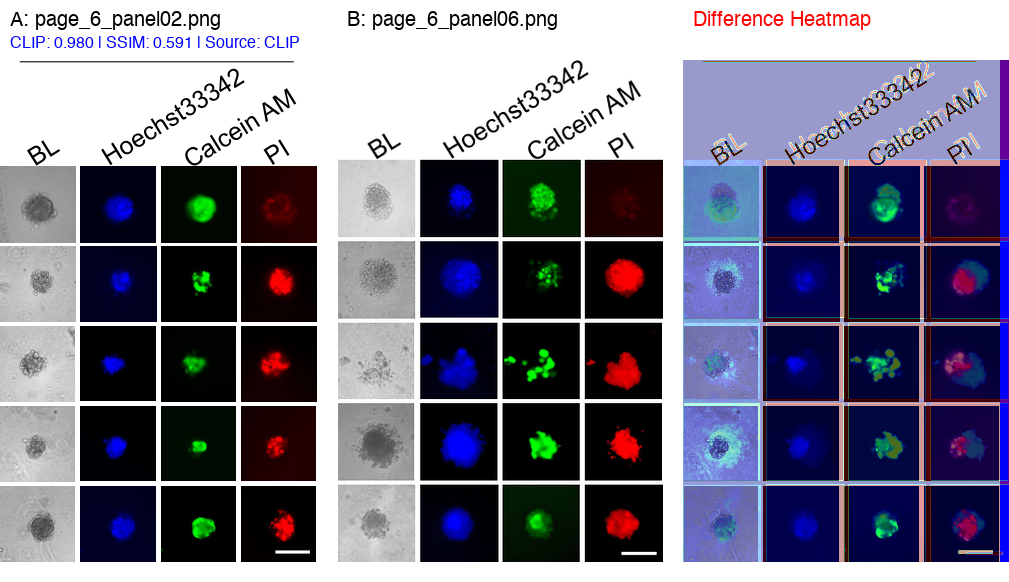 A: page_6_panel02.png
CLIP: 0.980 | SSIM: 0.591 | Source: CLIP
B: page_6_panel06.png
Difference Heatmap
BL Hoechst33342 Calcein AM PI
BL Hoechst33342 Calcein AM PI
BL Hoechst33342 Calcein AM PI